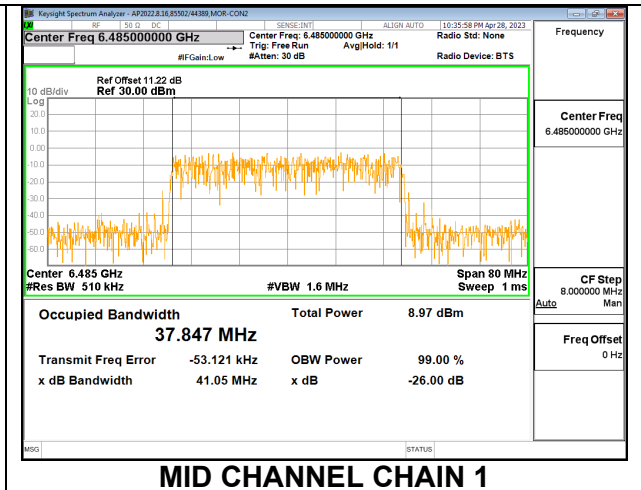 Keysight Spectrum Analyzer - AP2022.8.16,85502/44389,MOR-CON2
RF 50 Ω DC SENSE:INT ALIGN AUTO 10:35:58 PM Apr 28, 2023
Center Freq 6.485000000 GHz Center Freq: 6.485000000 GHz Radio Std: None
Trig: Free Run Avg|Hold: 1/1
#IFGain:Low #Atten: 30 dB Radio Device: BTS
Frequency
Ref Offset 11.22 dB
10 dB/div Ref 30.00 dBm
Log
20.0
10.0
0.00
-10.0
-20.0
-30.0
-40.0
-50.0
-60.0
Center 6.485 GHz Span 80 MHz
#Res BW 510 kHz #VBW 1.6 MHz Sweep 1 ms
Occupied Bandwidth Total Power 8.97 dBm
37.847 MHz
Transmit Freq Error -53.121 kHz OBW Power 99.00 %
x dB Bandwidth 41.05 MHz x dB -26.00 dB
Center Freq
6.485000000 GHz
CF Step
8.000000 MHz
Auto Man
Freq Offset
0 Hz
MSG STATUS
MID CHANNEL CHAIN 1